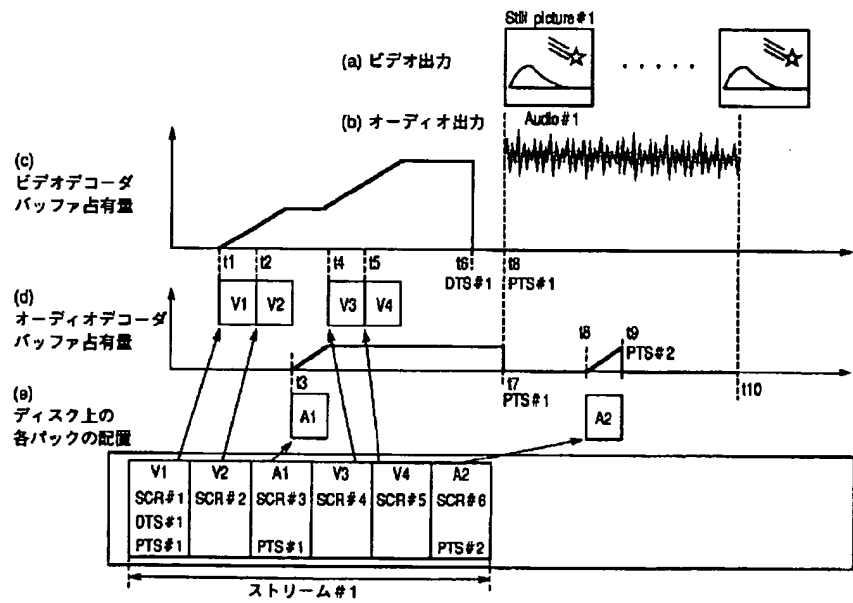 Still picture#1
(a) ビデオ出力
(b) オーディオ出力
Audio#1
(c)
ビデオデコーダ
バッファ占有量
t1 t2 t4 t5 t6 t8
DTS#1 PTS#1
V1 V2 V3 V4
(d)
オーディオデコーダ
バッファ占有量
t3 t7 t8 t9 t10
PTS#1 PTS#2
(e)
ディスク上の
各パックの配置
A1 A2
V1 V2 A1 V3 V4 A2
SCR#1 SCR#2 SCR#3 SCR#4 SCR#5 SCR#6
DTS#1
PTS#1 PTS#1 PTS#2
ストリーム#1